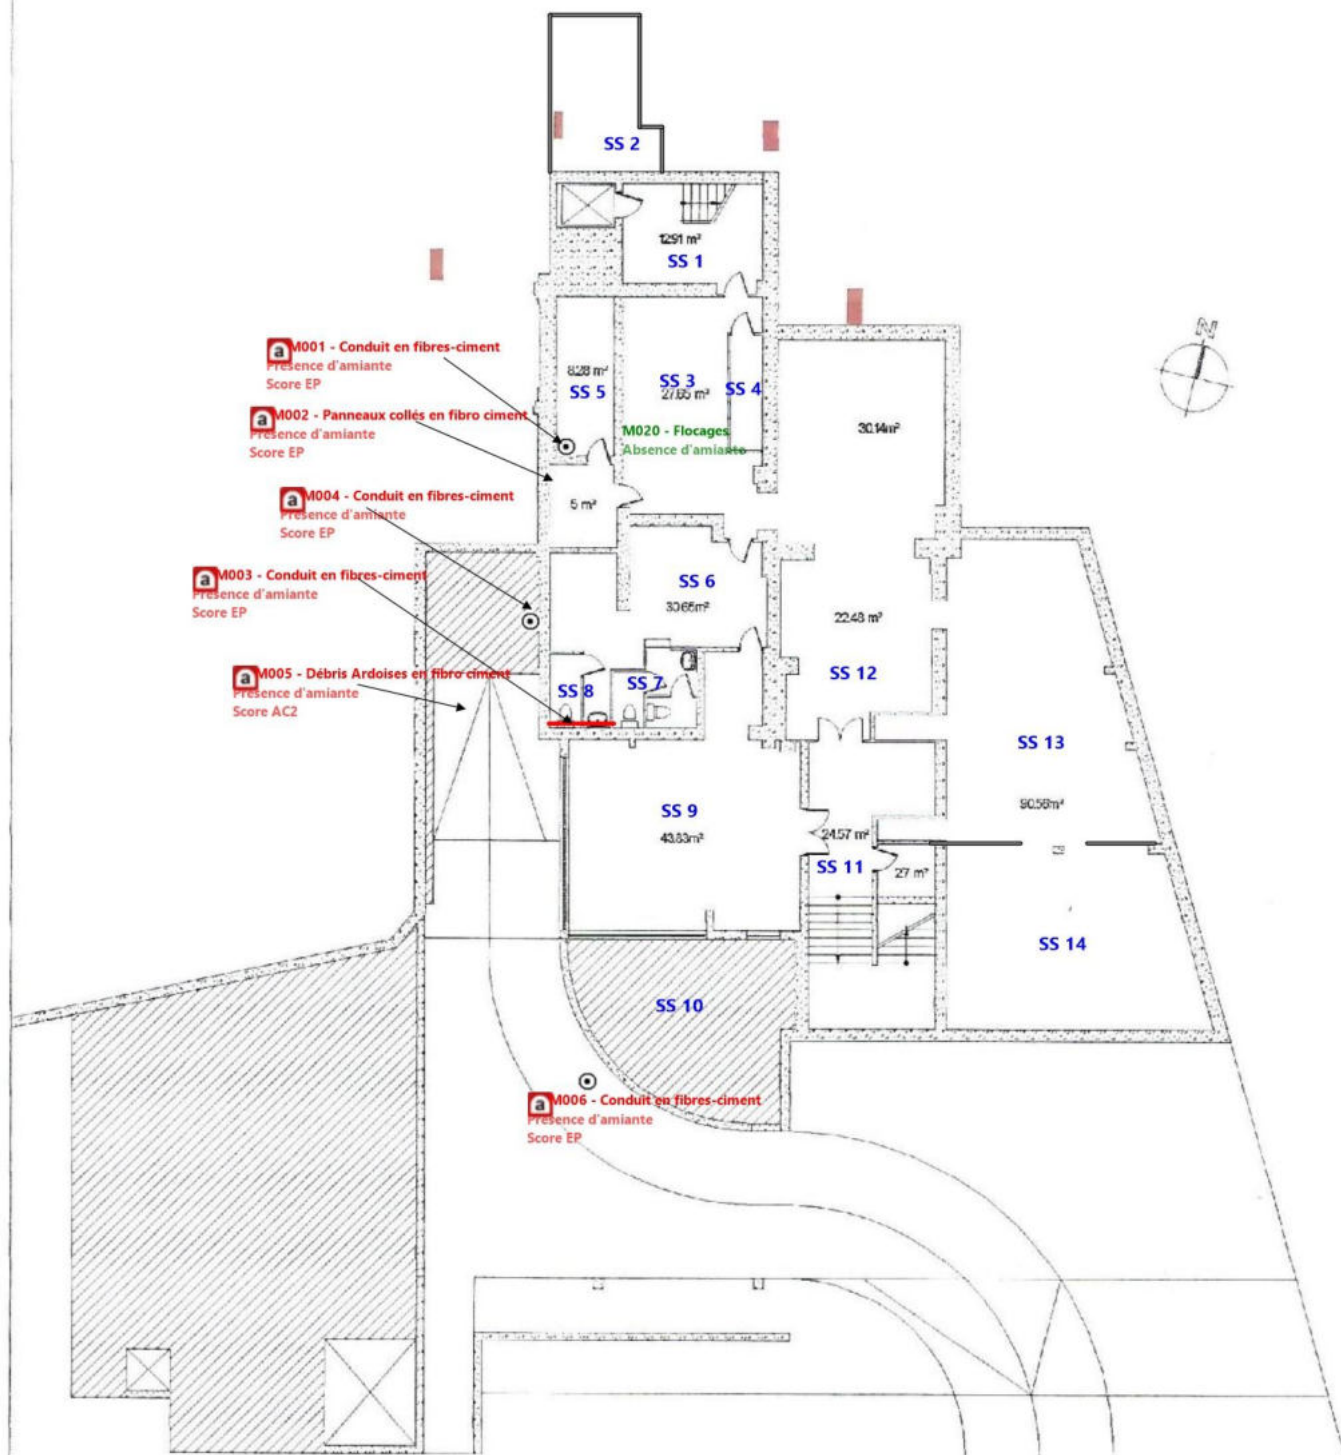 SS 2
N
12.91 m²
SS 1
a M001 - Conduit en fibres-ciment
Présence d'amiante
Score EP
8.28 m²
SS 5
SS 3
27.65 m²
SS 4
a M002 - Panneaux collés en fibro ciment
Présence d'amiante
Score EP
M020 - Flocages
Absence d'amiante
30.14m²
a M004 - Conduit en fibres-ciment
Présence d'amiante
Score EP
5 m²
a M003 - Conduit en fibres-ciment
Présence d'amiante
Score EP
SS 6
30.65m²
22.48 m²
SS 12
a M005 - Débris Ardoises en fibro ciment
Présence d'amiante
Score AC2
SS 8
SS 7
SS 13
90.56m²
SS 9
43.83m²
24.57 m²
SS 11
2.7 m²
SS 14
SS 10
a M006 - Conduit en fibres-ciment
Présence d'amiante
Score EP